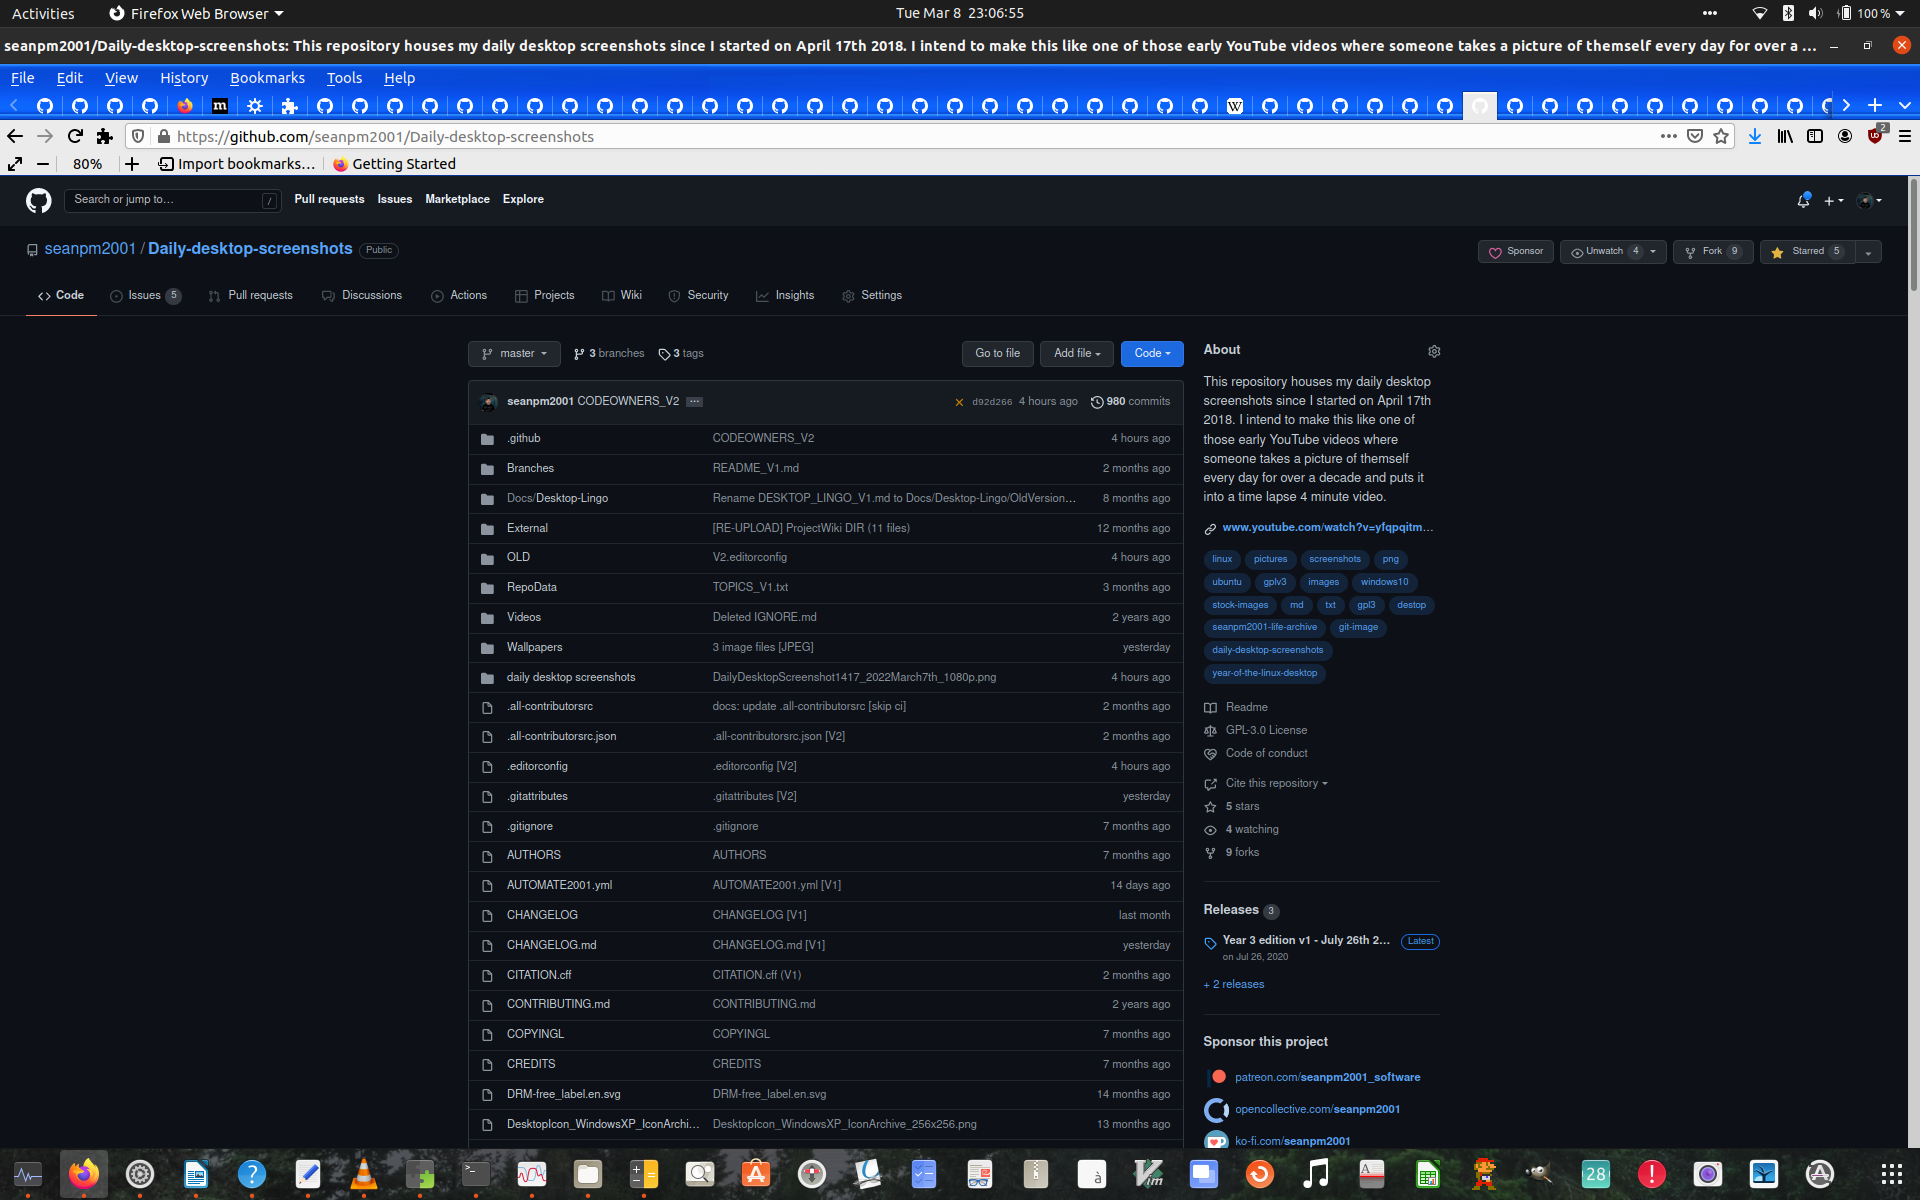 Activities
Firefox Web Browser
Tue Mar 8 23:06:55
100 %
seanpm2001/Daily-desktop-screenshots: This repository houses my daily desktop screenshots since I started on April 17th 2018. I intend to make this like one of those early YouTube videos where someone takes a picture of themself every day for over a ...
File Edit View History Bookmarks Tools Help
https://github.com/seanpm2001/Daily-desktop-screenshots
2
80%
Import bookmarks...
Getting Started
Search or jump to...
/
Pull requests Issues Marketplace Explore
seanpm2001 / Daily-desktop-screenshots Public
Sponsor
Unwatch 4
Fork 9
Starred 5
Code
Issues 5
Pull requests
Discussions
Actions
Projects
Wiki
Security
Insights
Settings
master
3 branches
3 tags
Go to file
Add file
Code
seanpm2001 CODEOWNERS_V2 ...
d92d266 4 hours ago 980 commits
.github CODEOWNERS_V2 4 hours ago
Branches README_V1.md 2 months ago
Docs/Desktop-Lingo Rename DESKTOP_LINGO_V1.md to Docs/Desktop-Lingo/OldVersion... 8 months ago
External [RE-UPLOAD] ProjectWiki DIR (11 files) 12 months ago
OLD V2.editorconfig 4 hours ago
RepoData TOPICS_V1.txt 3 months ago
Videos Deleted IGNORE.md 2 years ago
Wallpapers 3 image files [JPEG] yesterday
daily desktop screenshots DailyDesktopScreenshot1417_2022March7th_1080p.png 4 hours ago
.all-contributorsrc docs: update .all-contributorsrc [skip ci] 2 months ago
.all-contributorsrc.json .all-contributorsrc.json [V2] 2 months ago
.editorconfig .editorconfig [V2] 4 hours ago
.gitattributes .gitattributes [V2] yesterday
.gitignore .gitignore 7 months ago
AUTHORS AUTHORS 7 months ago
AUTOMATE2001.yml AUTOMATE2001.yml [V1] 14 days ago
CHANGELOG CHANGELOG [V1] last month
CHANGELOG.md CHANGELOG.md [V1] yesterday
CITATION.cff CITATION.cff (V1) 2 months ago
CONTRIBUTING.md CONTRIBUTING.md 2 years ago
COPYINGL COPYINGL 7 months ago
CREDITS CREDITS 7 months ago
DRM-free_label.en.svg DRM-free_label.en.svg 14 months ago
DesktopIcon_WindowsXP_IconArchi... DesktopIcon_WindowsXP_IconArchive_256x256.png 13 months ago
About
This repository houses my daily desktop
screenshots since I started on April 17th
2018. I intend to make this like one of
those early YouTube videos where
someone takes a picture of themself
every day for over a decade and puts it
into a time lapse 4 minute video.
www.youtube.com/watch?v=yfqpqitm...
linux pictures screenshots png
ubuntu gplv3 images windows10
stock-images md txt gpl3 destop
seanpm2001-life-archive git-image
daily-desktop-screenshots
year-of-the-linux-desktop
Readme
GPL-3.0 License
Code of conduct
Cite this repository
5 stars
4 watching
9 forks
Releases 3
Year 3 edition v1 - July 26th 2... Latest
on Jul 26, 2020
+ 2 releases
Sponsor this project
patreon.com/seanpm2001_software
opencollective.com/seanpm2001
ko-fi.com/seanpm2001
28